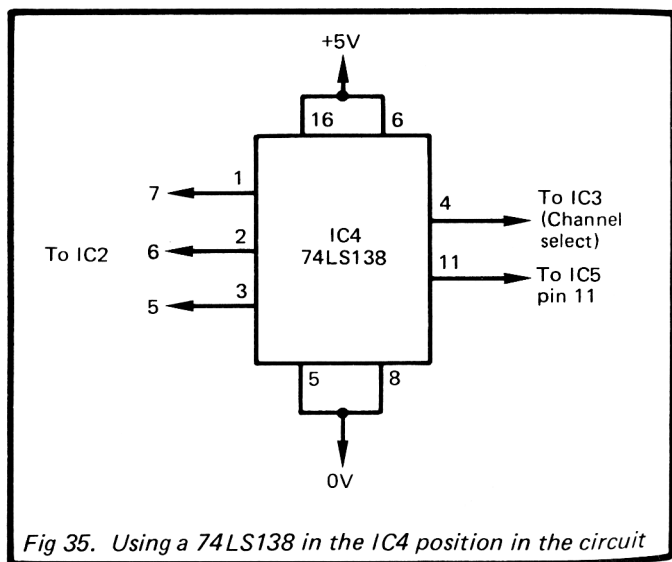 +5V
16 6
1
7
4
To IC3
(Channel
select)
IC4
74LS138
2
To IC2 6
11
To IC5
pin 11
3
5
5 8
0V
Fig 35. Using a 74LS138 in the IC4 position in the circuit